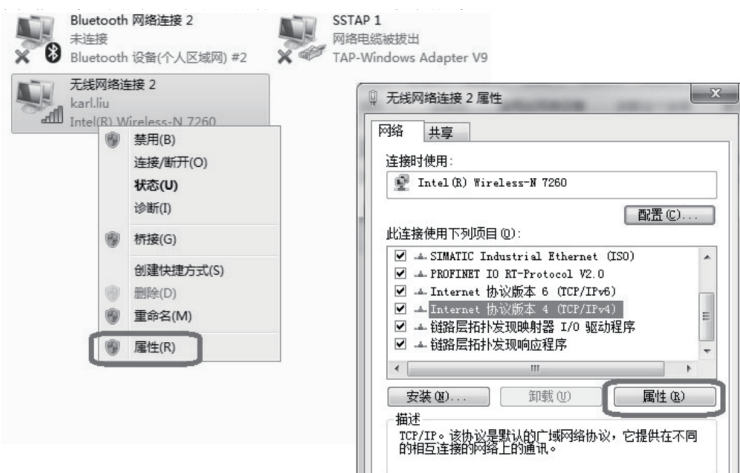 Bluetooth 网络连接 2
未连接
Bluetooth 设备(个人区域网) #2
SSTAP 1
网络电缆被拔出
TAP-Windows Adapter V9
无线网络连接 2
karl.liu
Intel(R) Wireless-N 7260
禁用(B)
连接/断开(O)
状态(U)
诊断(I)
桥接(G)
创建快捷方式(S)
删除(D)
重命名(M)
属性(R)
无线网络连接 2 属性
网络 共享
连接时使用:
Intel(R) Wireless-N 7260
配置(C)...
此连接使用下列项目(O):
SIMATIC Industrial Ethernet (ISO)
PROFINET IO RT-Protocol V2.0
Internet 协议版本 6 (TCP/IPv6)
Internet 协议版本 4 (TCP/IPv4)
链路层拓扑发现映射器 I/O 驱动程序
链路层拓扑发现响应程序
安装(N)... 卸载(U) 属性(R)
描述
TCP/IP。该协议是默认的广域网络协议，它提供在不同
的相互连接的网络上的通讯。